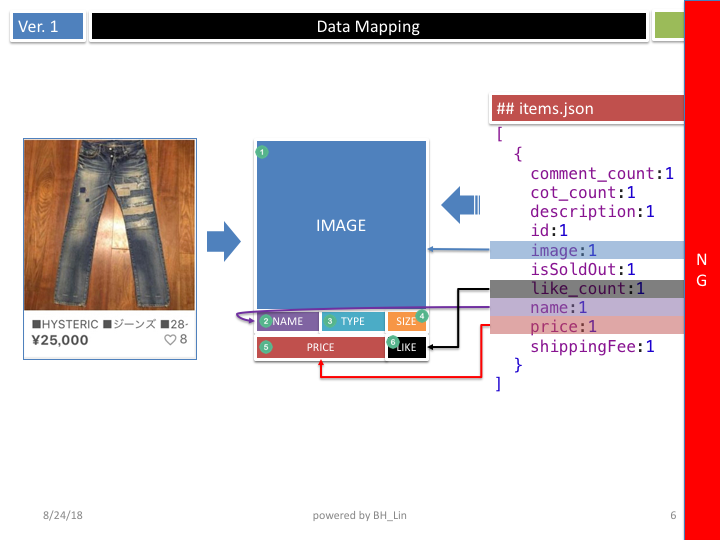 Ver. 1
Data Mapping
## items.json
[
{
comment_count:1
cot_count:1
description:1
id:1
image:1
isSoldOut:1
like_count:1
name:1
price:1
shippingFee:1
}
]
N
G
1
IMAGE
2 NAME
3 TYPE
SIZE 4
5 PRICE
6 LIKE
■HYSTERIC ■ジーンズ ■28-
¥25,000
♡ 8
8/24/18
powered by BH_Lin
6